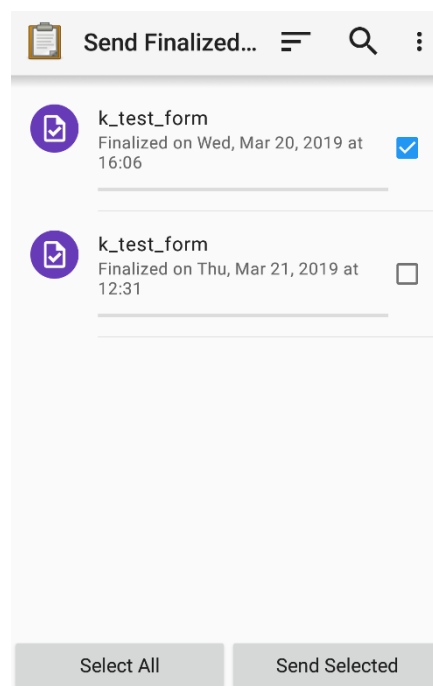 Send Finalized...
k_test_form
Finalized on Wed, Mar 20, 2019 at
16:06
k_test_form
Finalized on Thu, Mar 21, 2019 at
12:31
Select All
Send Selected